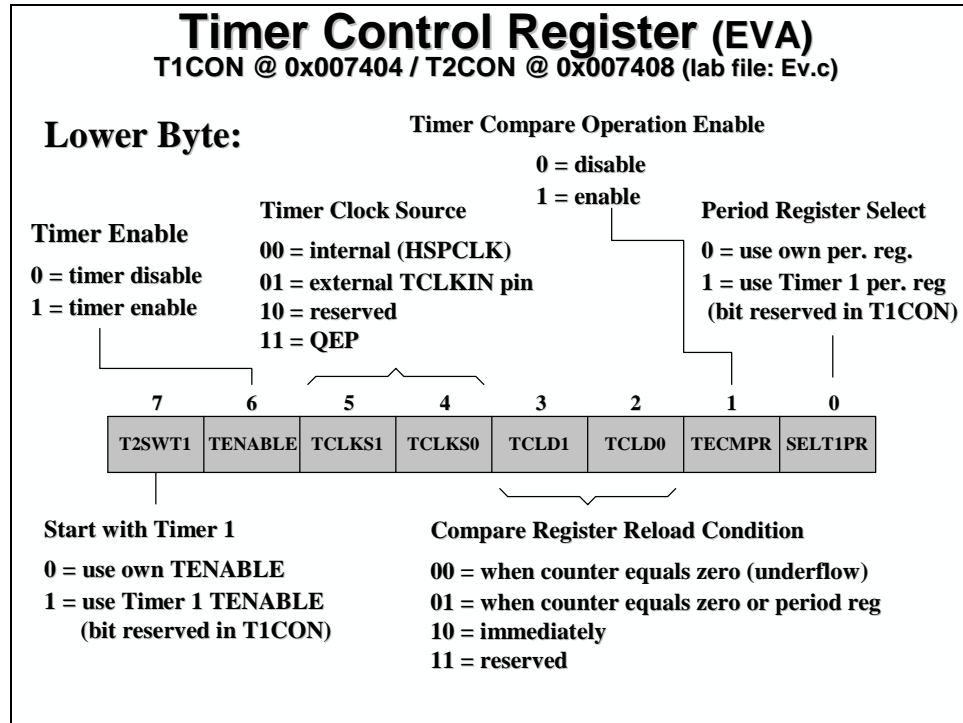 Timer Control Register (EVA)
T1CON @ 0x007404 / T2CON @ 0x007408 (lab file: Ev.c)
Lower Byte:
Timer Compare Operation Enable
0 = disable
1 = enable
Timer Clock Source
00 = internal (HSPCLK)
01 = external TCLKIN pin
10 = reserved
11 = QEP
Period Register Select
0 = use own per. reg.
1 = use Timer 1 per. reg
(bit reserved in T1CON)
Timer Enable
0 = timer disable
1 = timer enable
7 6 5 4 3 2 1 0
T2SWT1 TENABLE TCLKS1 TCLKS0 TCLD1 TCLD0 TECMPR SELT1PR
Start with Timer 1
0 = use own TENABLE
1 = use Timer 1 TENABLE
(bit reserved in T1CON)
Compare Register Reload Condition
00 = when counter equals zero (underflow)
01 = when counter equals zero or period reg
10 = immediately
11 = reserved